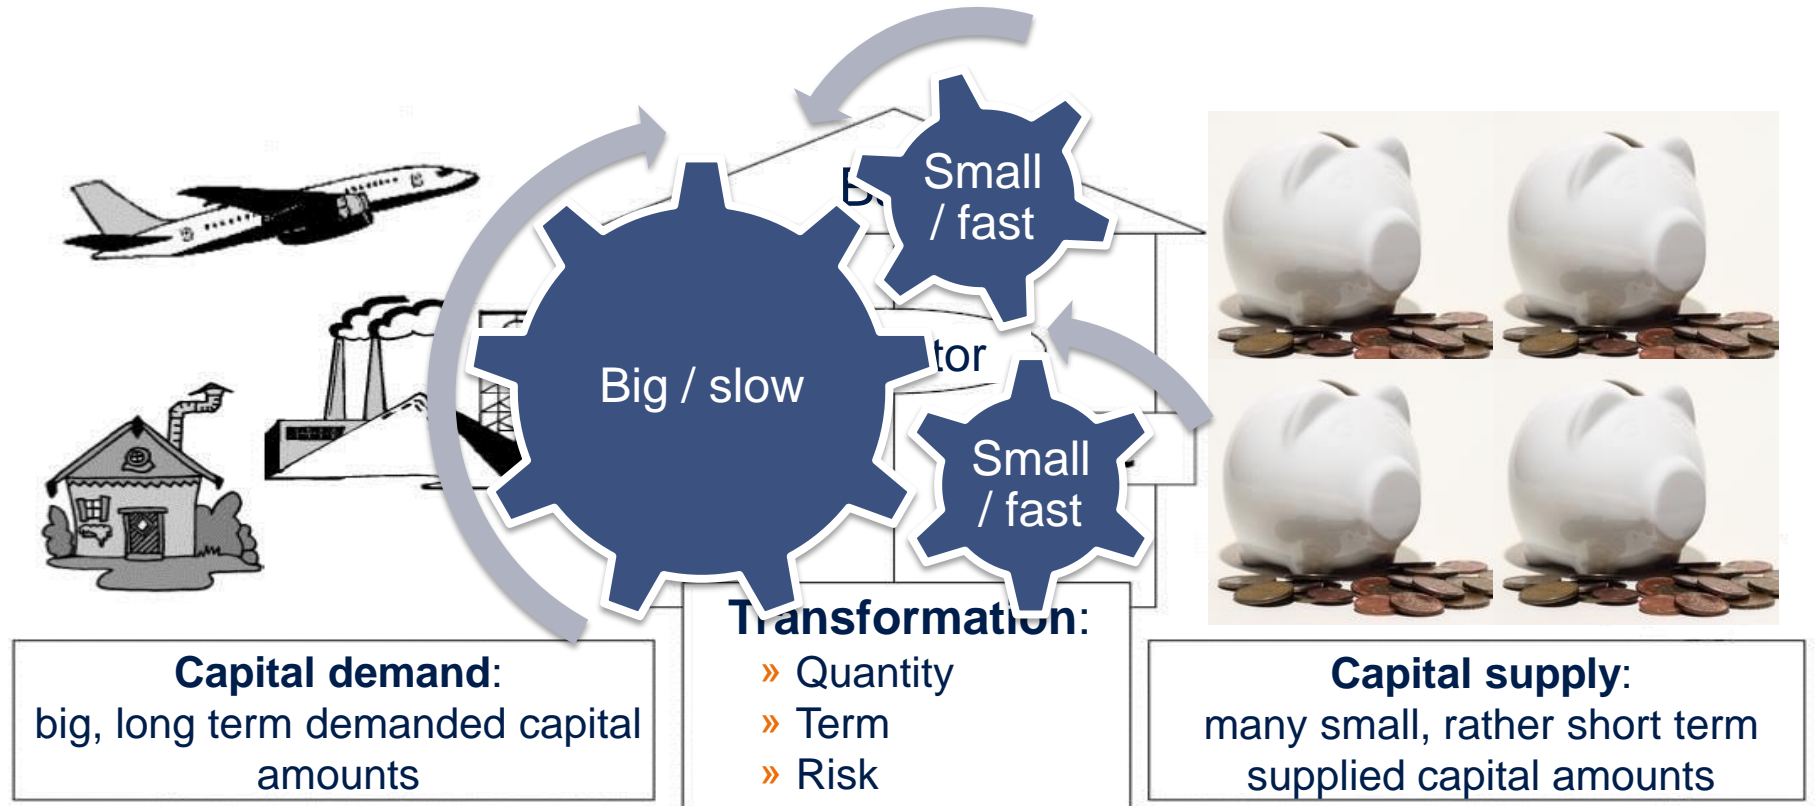 Small
/ fast
Big / slow
tor
Small
/ fast
Transformation:
» Quantity
» Term
» Risk
Capital demand:
big, long term demanded capital
amounts
Capital supply:
many small, rather short term
supplied capital amounts